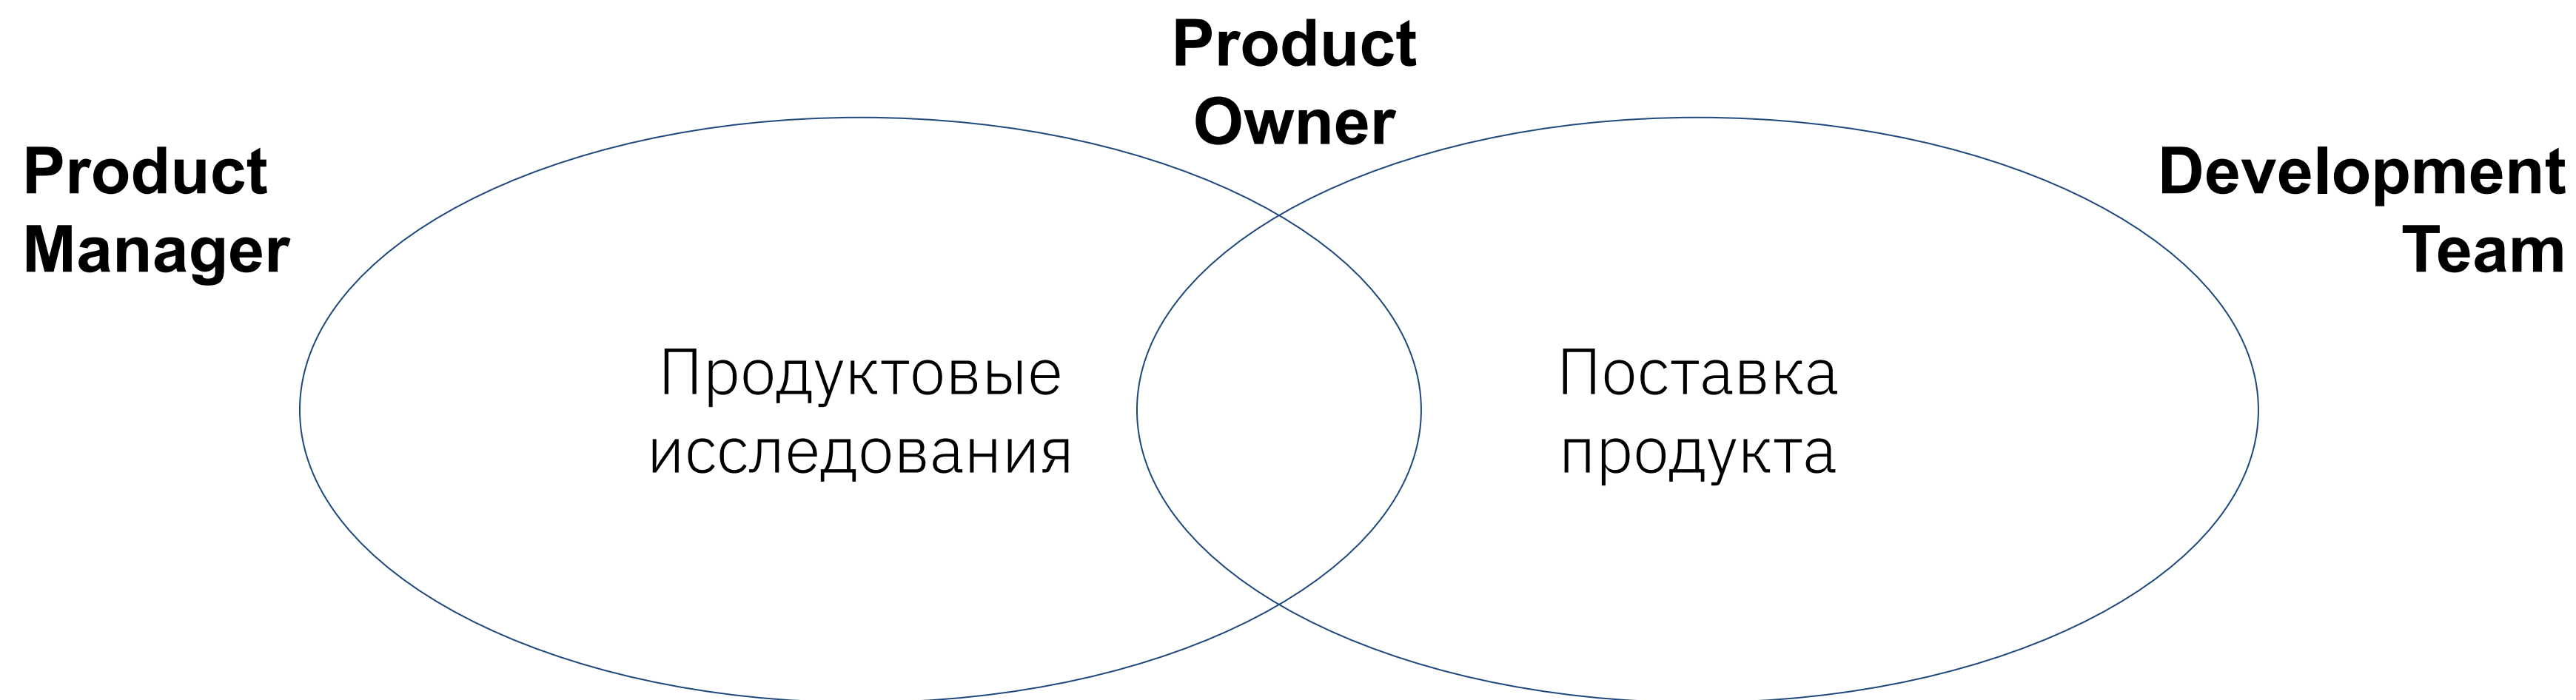 Product
Owner
Product
Manager
Development
Team
Продуктовые
исследования
Поставка
продукта